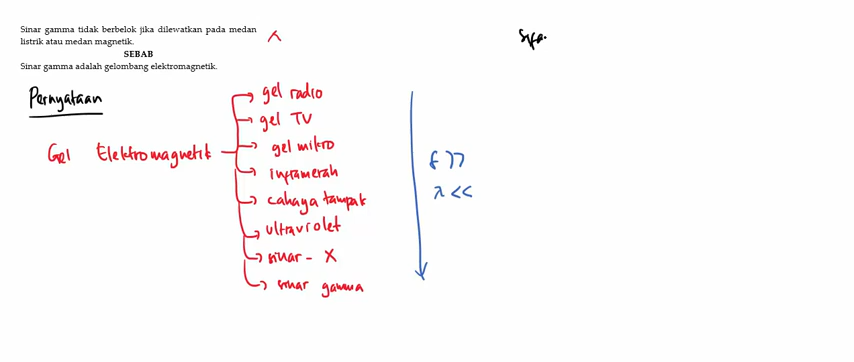 Sinar gamma tidak berbelok jika dilewatkan pada medan
listrik atau medan magnetik.
SEBAB
Sinar gamma adalah gelombang elektromagnetik.
Pernyataan
Gel Elektromagnetik
gel radio
gel TV
gel mikro
inframerah
cahaya tampak
ultraviolet
sinar - X
sinar gamma
f >>
λ <<
Sifa